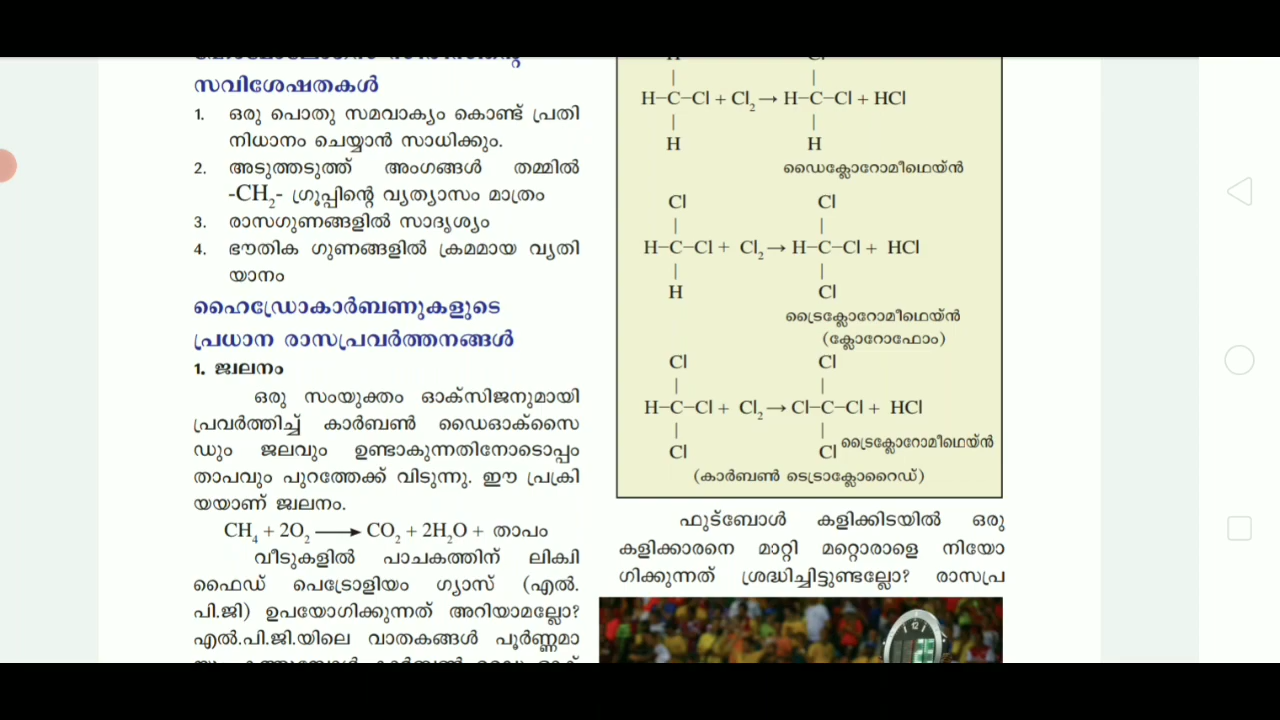 സവിശേഷതകൾ
1. ഒരു പൊതു സമവാക്യം കൊണ്ട് പ്രതി
നിധാനം ചെയ്യാൻ സാധിക്കും.
2. അടുത്തടുത്ത് അംഗങ്ങൾ തമ്മിൽ
-CH₂- ഗ്രൂപ്പിന്റെ വ്യത്യാസം മാത്രം
3. രാസഗുണങ്ങളിൽ സാദൃശ്യം
4. ഭൗതിക ഗുണങ്ങളിൽ ക്രമമായ വ്യതി
യാനം
ഹൈഡ്രോകാർബണുകളുടെ
പ്രധാന രാസപ്രവർത്തനങ്ങൾ
1. ജ്വലനം
ഒരു സംയുക്തം ഓക്സിജനുമായി
പ്രവർത്തിച്ച് കാർബൺ ഡൈഓക്സൈ
ഡും ജലവും ഉണ്ടാകുന്നതിനോടൊപ്പം
താപവും പുറത്തേക്ക് വിടുന്നു. ഈ പ്രക്രി
യയാണ് ജ്വലനം.
CH₄ + 2O₂ ⟶ CO₂ + 2H₂O + താപം
വീടുകളിൽ പാചകത്തിന് ലിക്വി
ഫൈഡ് പെട്രോളിയം ഗ്യാസ് (എൽ.
പി.ജി) ഉപയോഗിക്കുന്നത് അറിയാമല്ലോ?
എൽ.പി.ജി.യിലെ വാതകങ്ങൾ പൂർണ്ണമാ
| |
H–C–Cl + Cl₂ → H–C–Cl + HCl
| |
H H
ഡൈക്ലോറോമീഥെയ്ൻ
Cl Cl
| |
H–C–Cl + Cl₂ → H–C–Cl + HCl
| |
H Cl
ട്രൈക്ലോറോമീഥെയ്ൻ
(ക്ലോറോഫോം)
Cl Cl
| |
H–C–Cl + Cl₂ → Cl–C–Cl + HCl
| |
Cl Cl ട്രൈക്ലോറോമീഥെയ്ൻ
(കാർബൺ ടെട്രാക്ലോറൈഡ്)
ഫുട്ബോൾ കളിക്കിടയിൽ ഒരു
കളിക്കാരനെ മാറ്റി മറ്റൊരാളെ നിയോ
ഗിക്കുന്നത് ശ്രദ്ധിച്ചിട്ടുണ്ടല്ലോ? രാസപ്ര
12